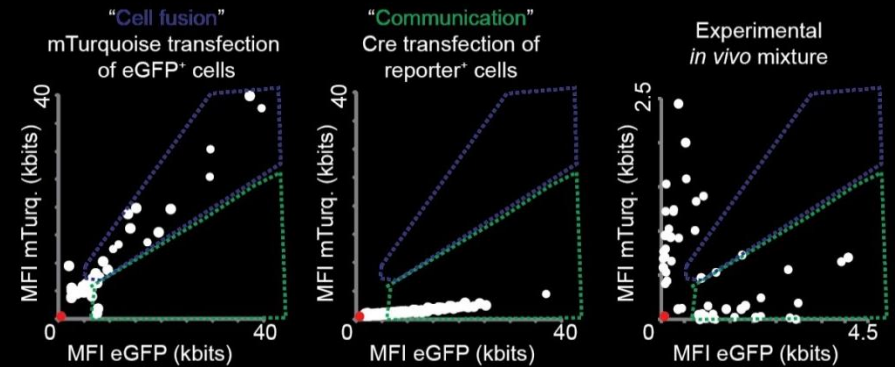 “Cell fusion”
mTurquoise transfection
of eGFP⁺ cells
40
MFI mTurq. (kbits)
0
40
MFI eGFP (kbits)
“Communication”
Cre transfection of
reporter⁺ cells
40
MFI mTurq. (kbits)
0
40
MFI eGFP (kbits)
Experimental
in vivo mixture
2.5
MFI mTurq. (kbits)
0
4.5
MFI eGFP (kbits)